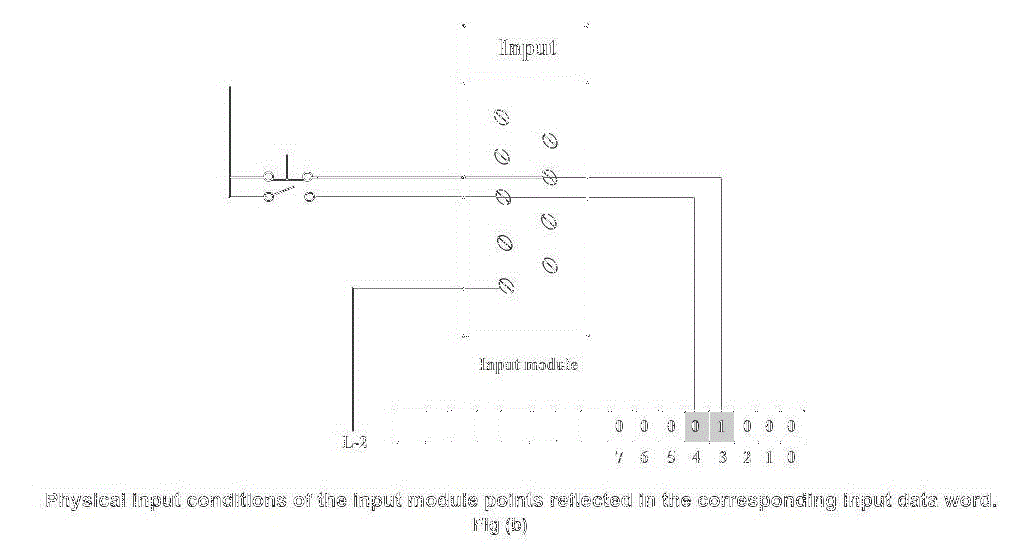 Input
Input module
0 0 0 0 1 0 0 0
L-2
7 6 5 4 3 2 1 0
Physical input conditions of the input module points reflected in the corresponding input data word.
Fig (b)